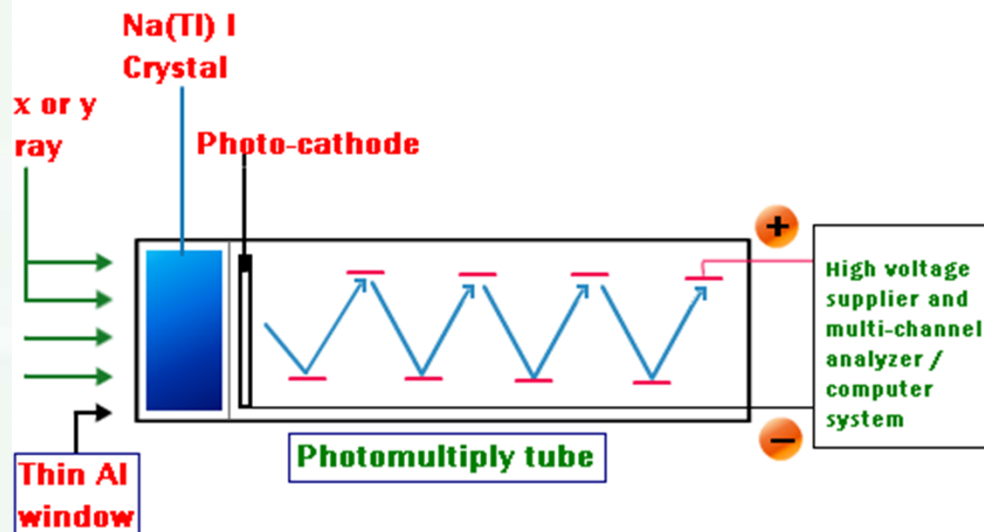 Na(Tl) I
Crystal
x or y
ray
Photo-cathode
+
High voltage
supplier and
multi-channel
analyzer /
computer
system
−
Photomultiply tube
Thin Al
window